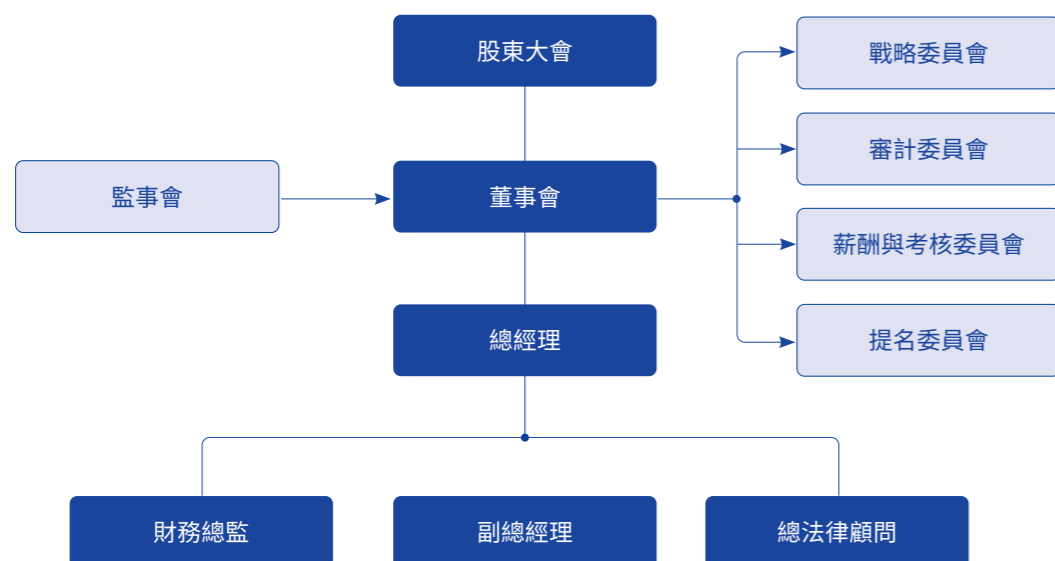 股東大會
戰略委員會
審計委員會
監事會
董事會
薪酬與考核委員會
總經理
提名委員會
財務總監
副總經理
總法律顧問